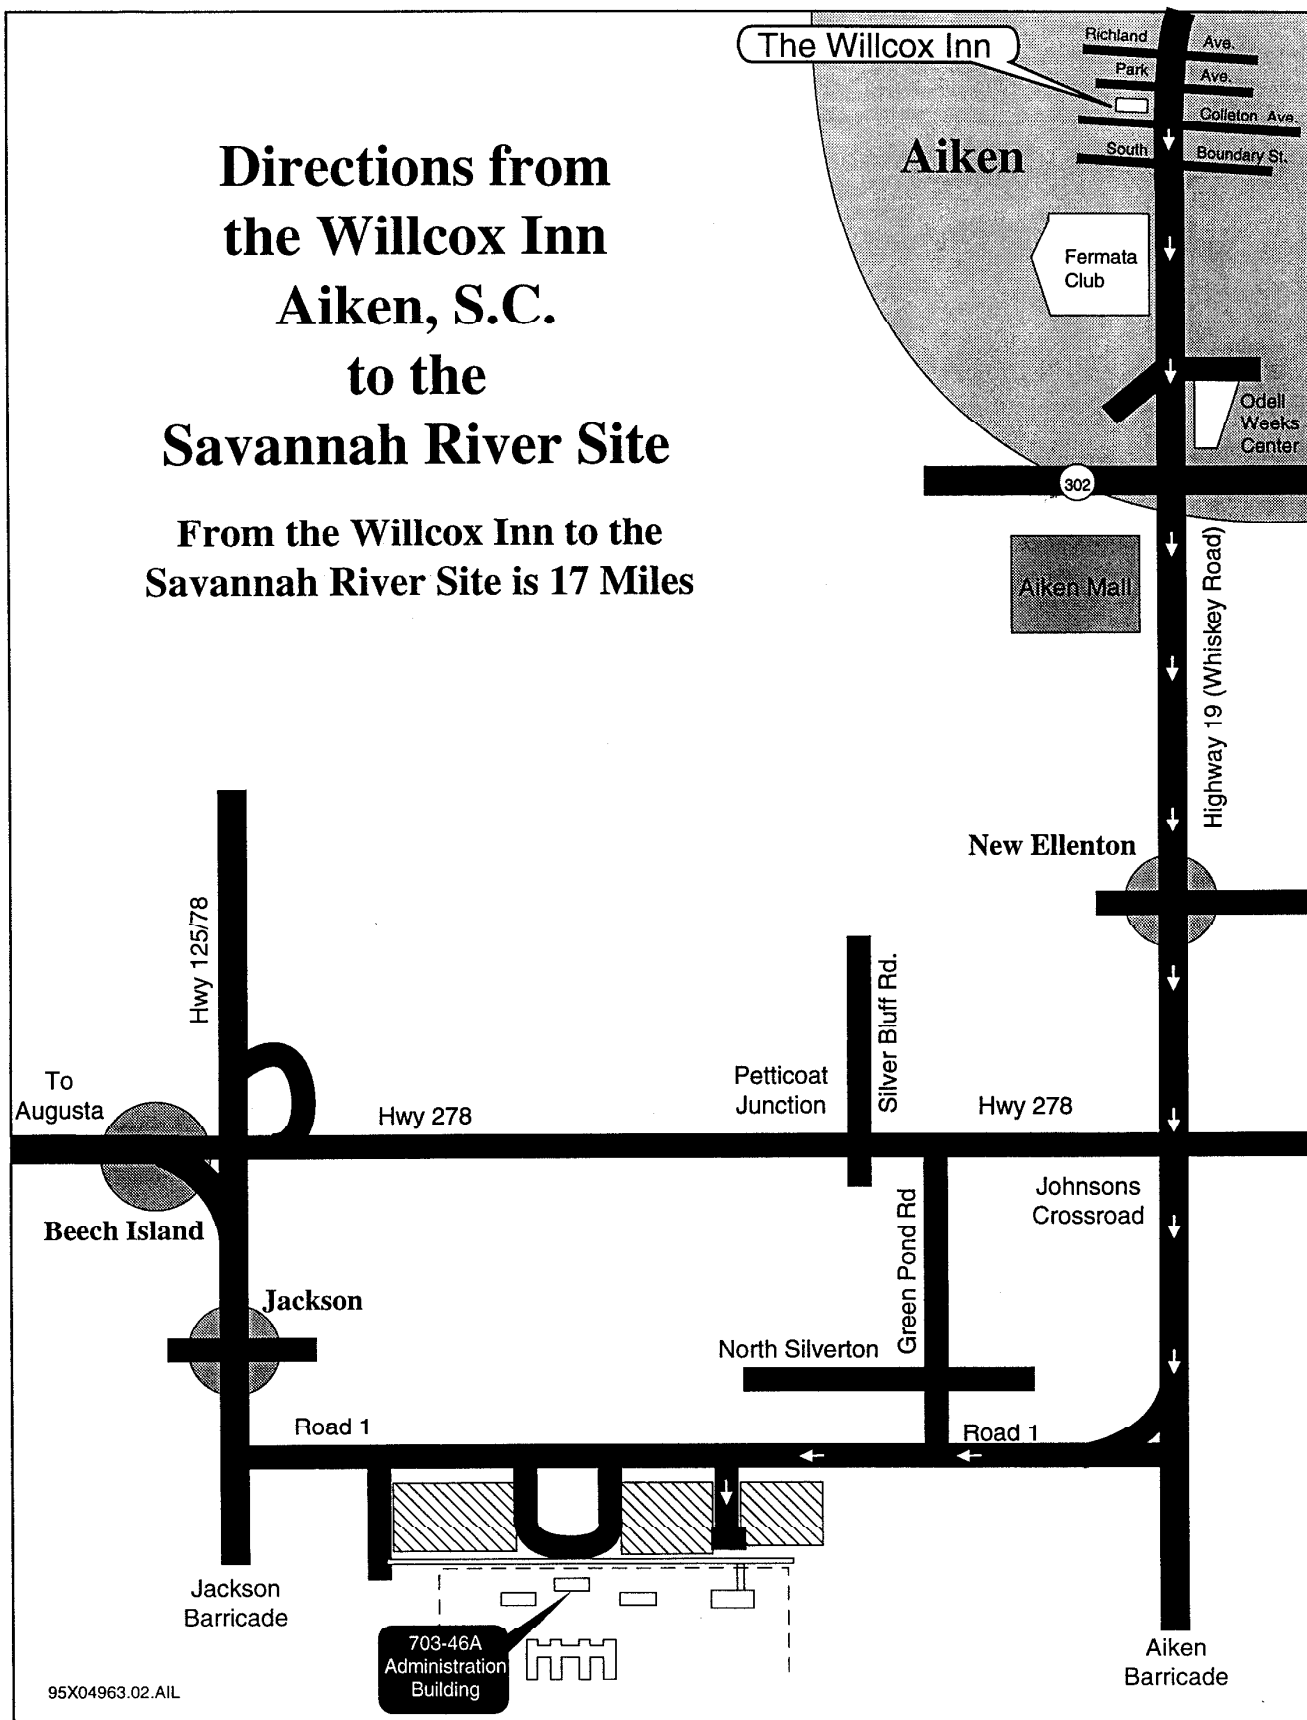 The Willcox Inn
Richland Ave.
Park Ave.
Colleton Ave.
South Boundary St.
Aiken
Directions from
the Willcox Inn
Aiken, S.C.
to the
Savannah River Site
From the Willcox Inn to the
Savannah River Site is 17 Miles
Fermata
Club
Odell
Weeks
Center
302
Aiken Mall
Highway 19 (Whiskey Road)
New Ellenton
Hwy 125/78
Silver Bluff Rd.
To
Augusta
Petticoat
Junction
Hwy 278
Hwy 278
Beech Island
Johnsons
Crossroad
Green Pond Rd
Jackson
North Silverton
Road 1
Road 1
Jackson
Barricade
703-46A
Administration
Building
Aiken
Barricade
95X04963.02.AIL